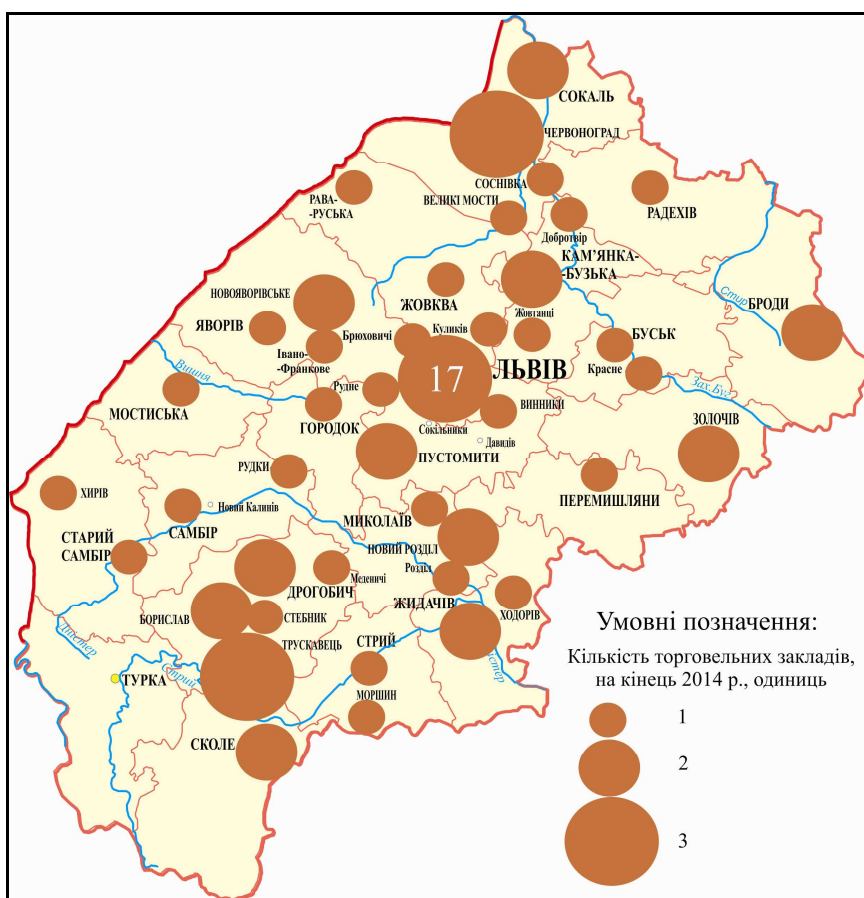 СОКАЛЬ
ЧЕРВОНОГРАД
СОСНІВКА
РАВА-
-РУСЬКА
ВЕЛИКІ МОСТИ
РАДЕХІВ
Добротвір
КАМ’ЯНКА-
-БУЗЬКА
НОВОЯВОРІВСЬКЕ
ЖОВКВА
Стир
БРОДИ
ЯВОРІВ
Брюховичі
Куликів
Жовтанці
БУСЬК
Івано-
-Франкове
Вишня
17
ЛЬВІВ
Красне
Зах.Буг
Рудне
МОСТИСЬКА
ГОРОДОК
ВИННИКИ
Сокільники
Давидів
ЗОЛОЧІВ
ПУСТОМИТИ
РУДКИ
ХИРІВ
ПЕРЕМИШЛЯНИ
Новий Калинів
САМБІР
МИКОЛАЇВ
СТАРИЙ
САМБІР
НОВИЙ РОЗДІЛ
Розділ
Меденичі
ДРОГОБИЧ
ЖИДАЧІВ
ХОДОРІВ
БОРИСЛАВ
СТЕБНИК
Дністер
ТРУСКАВЕЦЬ
СТРИЙ
істер
ТУРКА
Стрий
МОРШИН
СКОЛЕ
Умовні позначення:
Кількість торговельних закладів,
на кінець 2014 р., одиниць
1
2
3